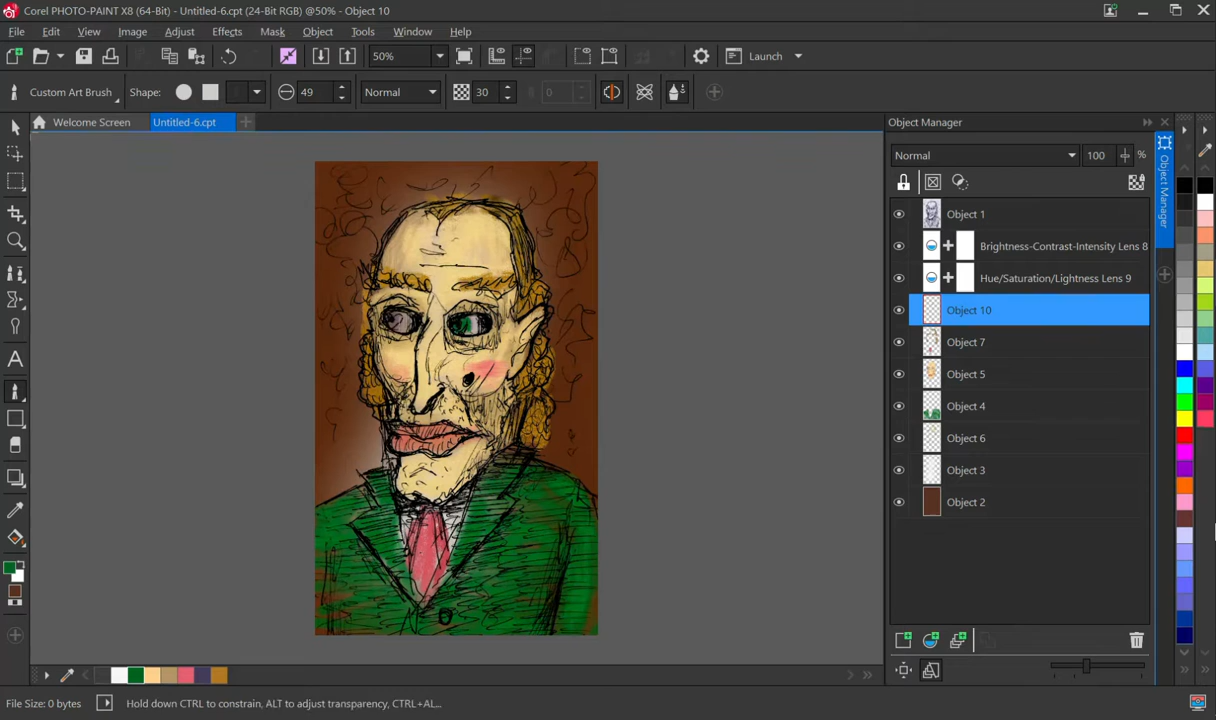 Corel PHOTO-PAINT X8 (64-Bit) - Untitled-6.cpt (24-Bit RGB) @50% - Object 10
File Edit View Image Adjust Effects Mask Object Tools Window Help
50% Launch
Custom Art Brush Shape: 49 Normal 30 0
Welcome Screen Untitled-6.cpt
Object Manager
Normal 100 %
Object Manager
Object 1
Brightness-Contrast-Intensity Lens 8
Hue/Saturation/Lightness Lens 9
Object 10
Object 7
Object 5
Object 4
Object 6
Object 3
Object 2
File Size: 0 bytes Hold down CTRL to constrain, ALT to adjust transparency, CTRL+AL...